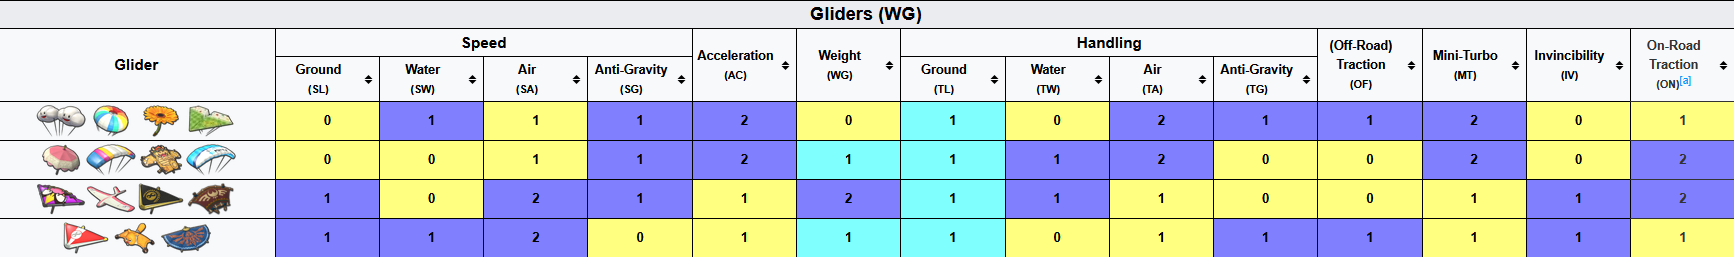 Gliders (WG)
Glider Speed Acceleration (AC) Weight (WG) Handling (Off-Road) Traction (OF) Mini-Turbo (MT) Invincibility (IV) On-Road Traction (ON)[a]
Ground (SL) Water (SW) Air (SA) Anti-Gravity (SG) Ground (TL) Water (TW) Air (TA) Anti-Gravity (TG)
0 1 1 1 2 0 1 0 2 1 1 2 0 1
0 0 1 1 2 1 1 1 2 0 0 2 0 2
1 0 2 1 1 2 1 1 1 0 0 1 1 2
1 1 2 0 1 1 1 0 1 1 1 1 1 1